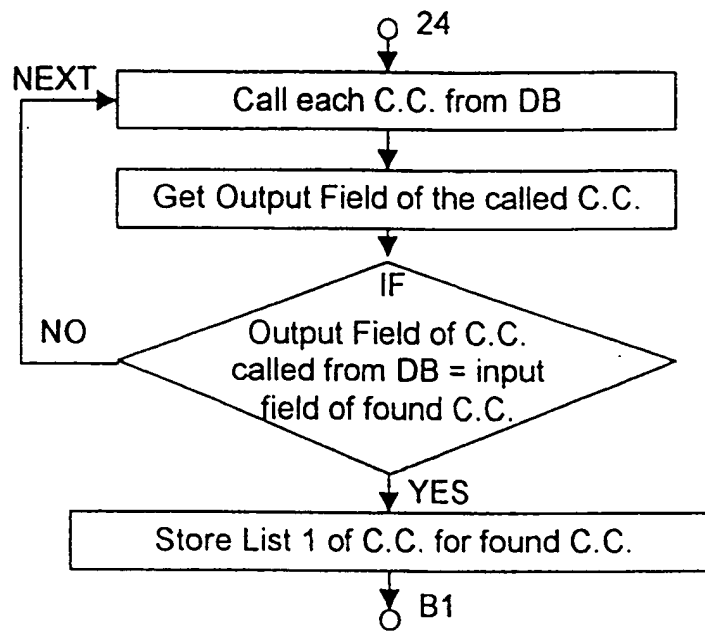 24
NEXT
Call each C.C. from DB
Get Output Field of the called C.C.
IF
NO
Output Field of C.C.
called from DB = input
field of found C.C.
YES
Store List 1 of C.C. for found C.C.
B1